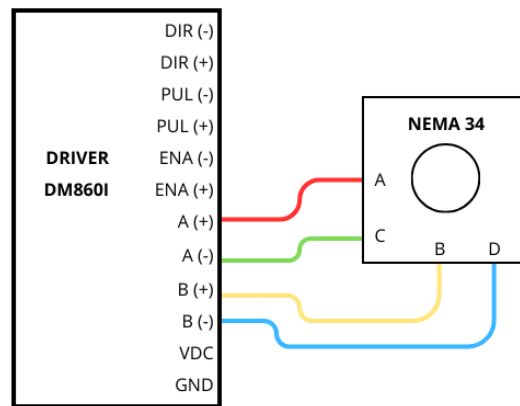 DIR (-)
DIR (+)
PUL (-)
PUL (+)
ENA (-)
ENA (+)
A (+)
A (-)
B (+)
B (-)
VDC
GND
DRIVER
DM860I
NEMA 34
A
C
B
D